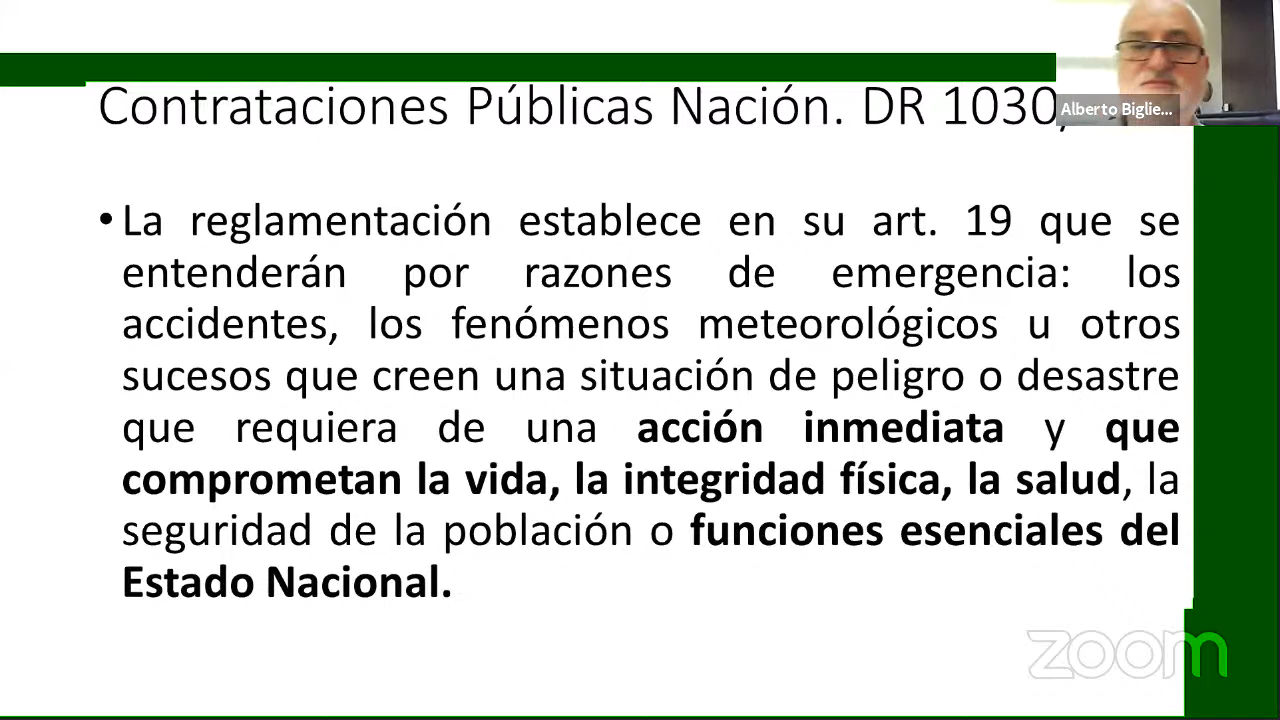 Contrataciones Públicas Nación. DR 1030,
Alberto Biglie...
• La reglamentación establece en su art. 19 que se
entenderán por razones de emergencia: los
accidentes, los fenómenos meteorológicos u otros
sucesos que creen una situación de peligro o desastre
que requiera de una acción inmediata y que
comprometan la vida, la integridad física, la salud, la
seguridad de la población o funciones esenciales del
Estado Nacional.
zoom